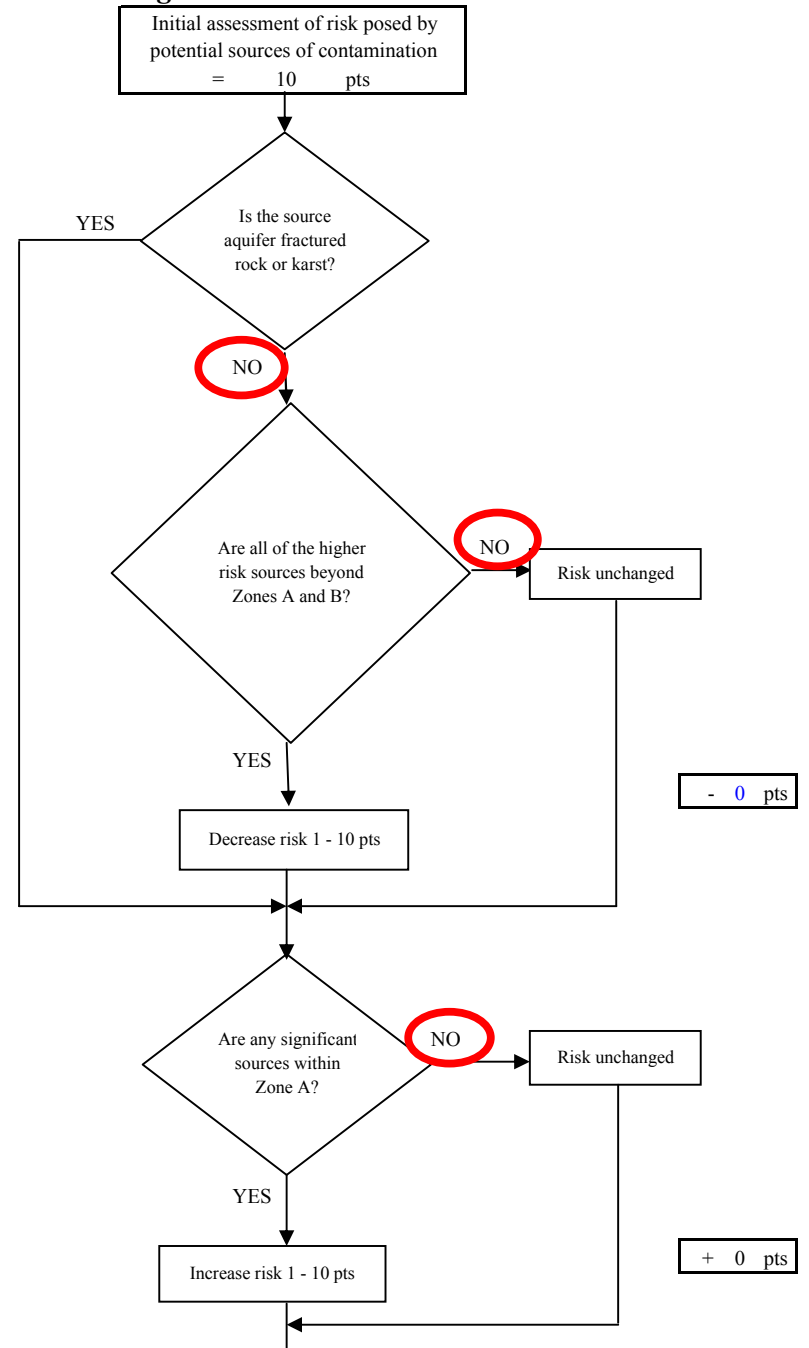 Initial assessment of risk posed by
potential sources of contamination
= 10 pts
YES
Is the source
aquifer fractured
rock or karst?
NO
Are all of the higher
risk sources beyond
Zones A and B?
NO
Risk unchanged
YES
- 0 pts
Decrease risk 1 - 10 pts
Are any significant
sources within
Zone A?
NO
Risk unchanged
YES
+ 0 pts
Increase risk 1 - 10 pts